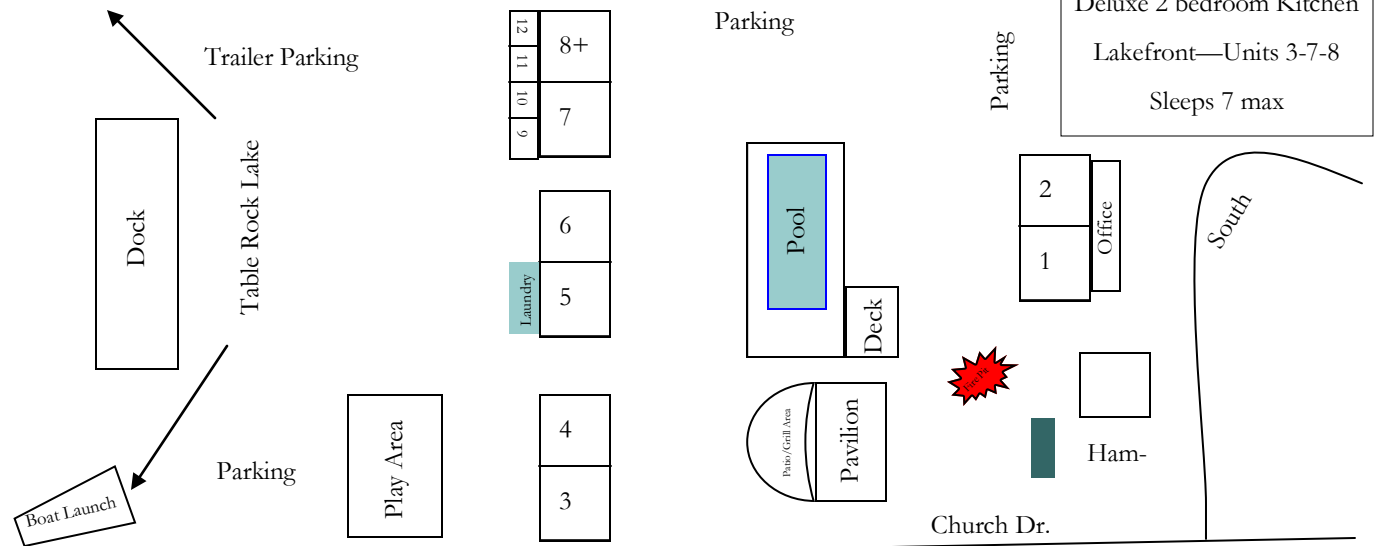 Deluxe 2 bedroom Kitchen
Lakefront—Units 3-7-8
Sleeps 7 max
Parking
Parking
Trailer Parking
12
11
10
9
8+
7
Dock
Table Rock Lake
6
Laundry
5
Pool
Deck
2
1
Office
South
Fire Pit
Play Area
4
3
Patio/Grill Area
Pavilion
Ham-
Parking
Boat Launch
Church Dr.